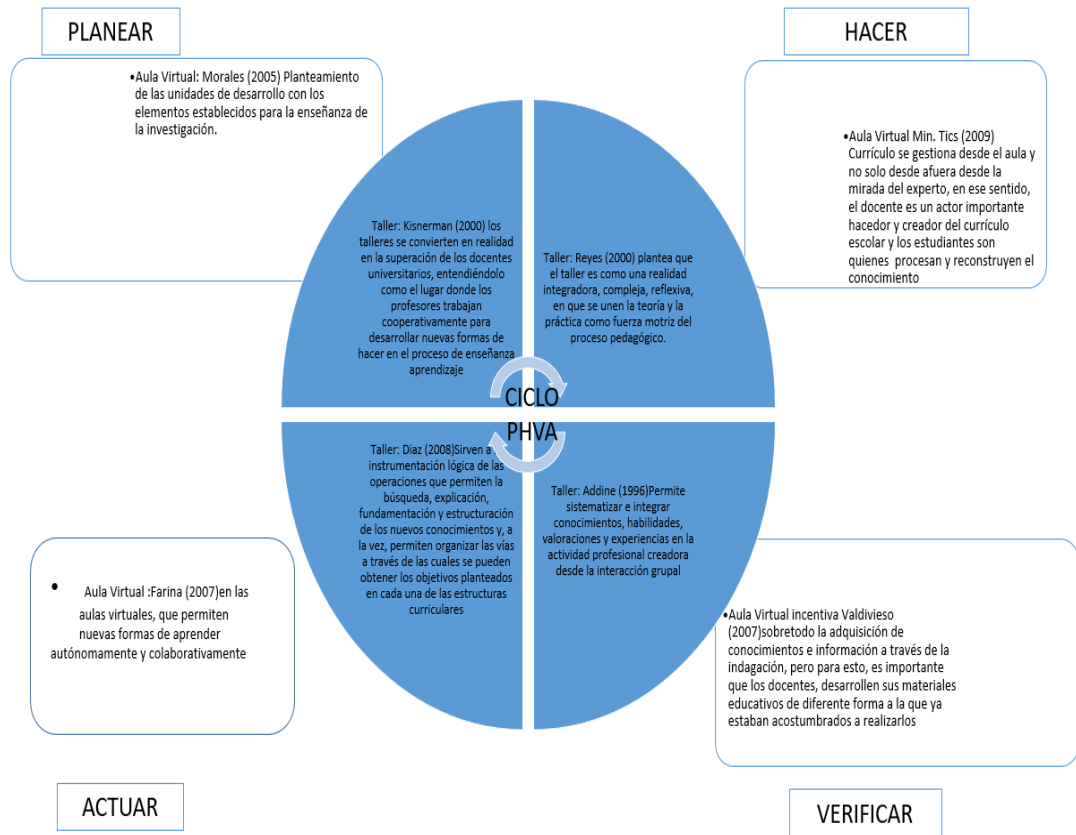 PLANEAR
HACER
•Aula Virtual: Morales (2005) Planteamiento
de las unidades de desarrollo con los
elementos establecidos para la enseñanza de
la investigación.
•Aula Virtual Min. Tics (2009)
Currículo se gestiona desde el aula y
no solo desde afuera desde la
mirada del experto, en ese sentido,
el docente es un actor importante
hacedor y creador del currículo
escolar y los estudiantes son
quienes procesan y reconstruyen el
conocimiento
Taller: Kisnerman (2000) los
talleres se convierten en realidad
en la superación de los docentes
universitarios, entendiéndolo
como el lugar donde los
profesores trabajan
cooperativamente para
desarrollar nuevas formas de
hacer en el proceso de enseñanza
aprendizaje
Taller: Reyes (2000) plantea que
el taller es como una realidad
integradora, compleja, reflexiva,
en que se unen la teoría y la
práctica como fuerza motriz del
proceso pedagógico.
CICLO
PHVA
Taller: Diaz (2008)Sirven a
instrumentación lógica de las
operaciones que permiten la
búsqueda, explicación,
fundamentación y estructuración
de los nuevos conocimientos y, a
la vez, permiten organizar las vías
a través de las cuales se pueden
obtener los objetivos planteados
en cada una de las estructuras
curriculares
Taller: Addine (1996)Permite
sistematizar e integrar
conocimientos, habilidades,
valoraciones y experiencias en la
actividad profesional creadora
desde la interacción grupal
• Aula Virtual :Farina (2007)en las
aulas virtuales, que permiten
nuevas formas de aprender
autónomamente y colaborativamente
•Aula Virtual incentiva Valdivieso
(2007)sobretodo la adquisición de
conocimientos e información a través de la
indagación, pero para esto, es importante
que los docentes, desarrollen sus materiales
educativos de diferente forma a la que ya
estaban acostumbrados a realizarlos
ACTUAR
VERIFICAR